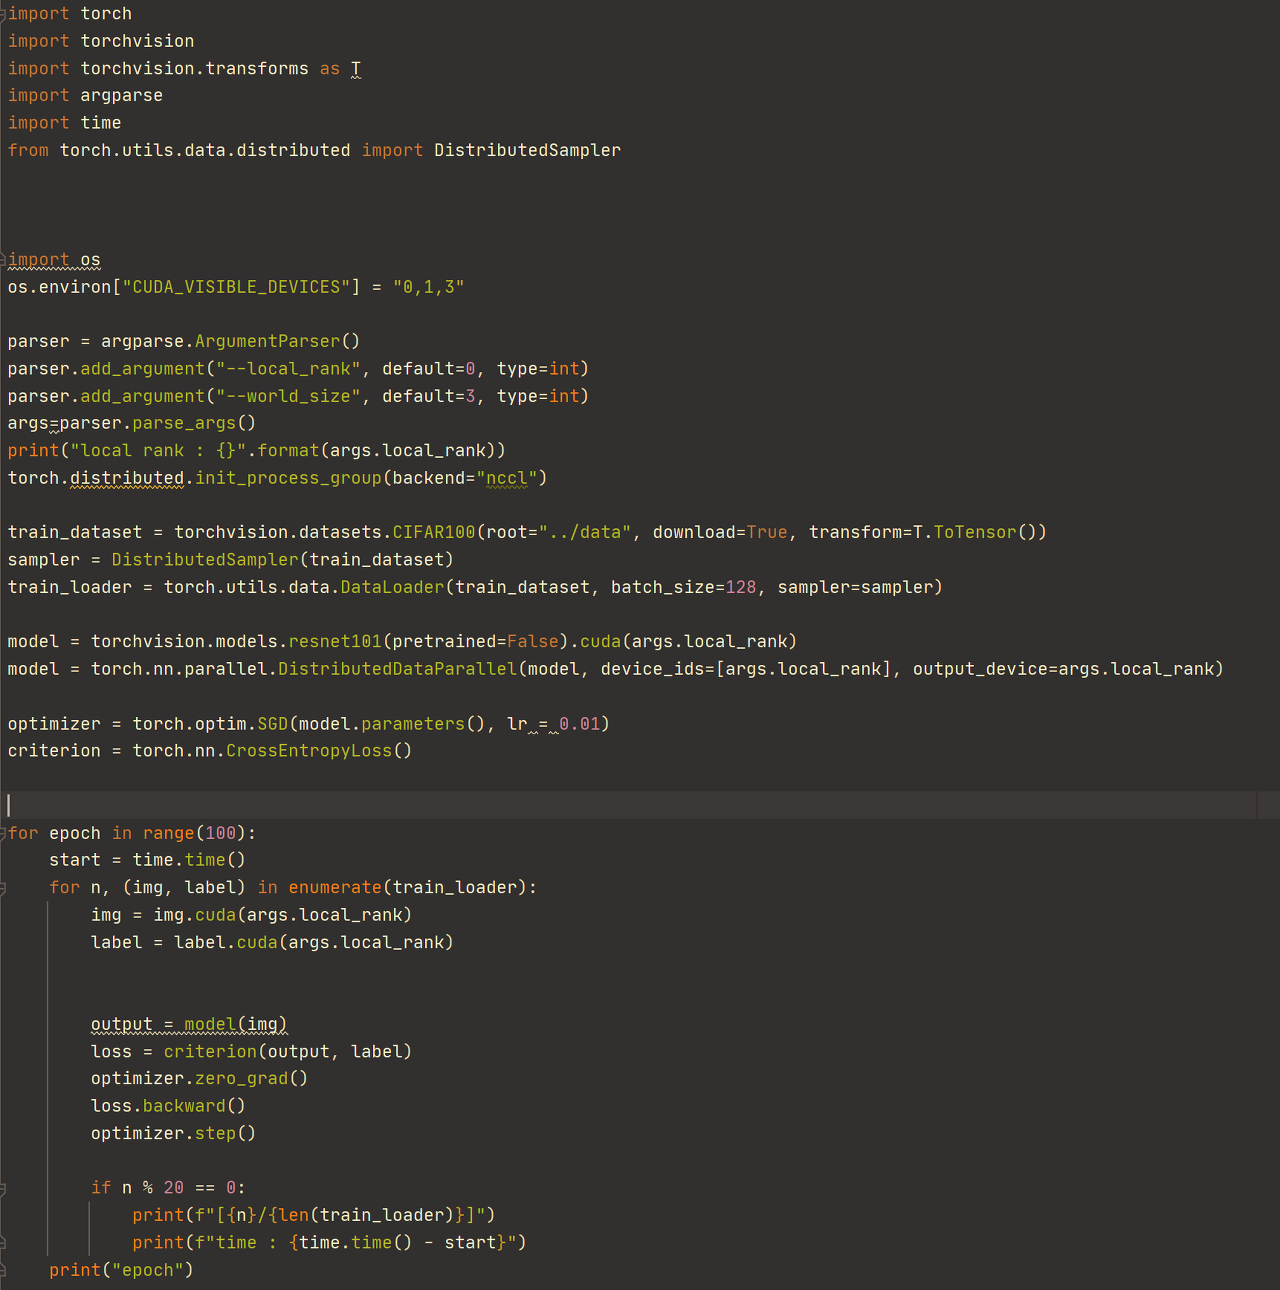 import torch
import torchvision
import torchvision.transforms as T
import argparse
import time
from torch.utils.data.distributed import DistributedSampler
import os
os.environ["CUDA_VISIBLE_DEVICES"] = "0,1,3"
parser = argparse.ArgumentParser()
parser.add_argument("--local_rank", default=0, type=int)
parser.add_argument("--world_size", default=3, type=int)
args=parser.parse_args()
print("local rank : {}".format(args.local_rank))
torch.distributed.init_process_group(backend="nccl")
train_dataset = torchvision.datasets.CIFAR100(root="../data", download=True, transform=T.ToTensor())
sampler = DistributedSampler(train_dataset)
train_loader = torch.utils.data.DataLoader(train_dataset, batch_size=128, sampler=sampler)
model = torchvision.models.resnet101(pretrained=False).cuda(args.local_rank)
model = torch.nn.parallel.DistributedDataParallel(model, device_ids=[args.local_rank], output_device=args.local_rank)
optimizer = torch.optim.SGD(model.parameters(), lr = 0.01)
criterion = torch.nn.CrossEntropyLoss()
for epoch in range(100):
    start = time.time()
    for n, (img, label) in enumerate(train_loader):
        img = img.cuda(args.local_rank)
        label = label.cuda(args.local_rank)
        output = model(img)
        loss = criterion(output, label)
        optimizer.zero_grad()
        loss.backward()
        optimizer.step()
        if n % 20 == 0:
            print(f"[{n}/{len(train_loader)}]")
            print(f"time : {time.time() - start}")
    print("epoch")